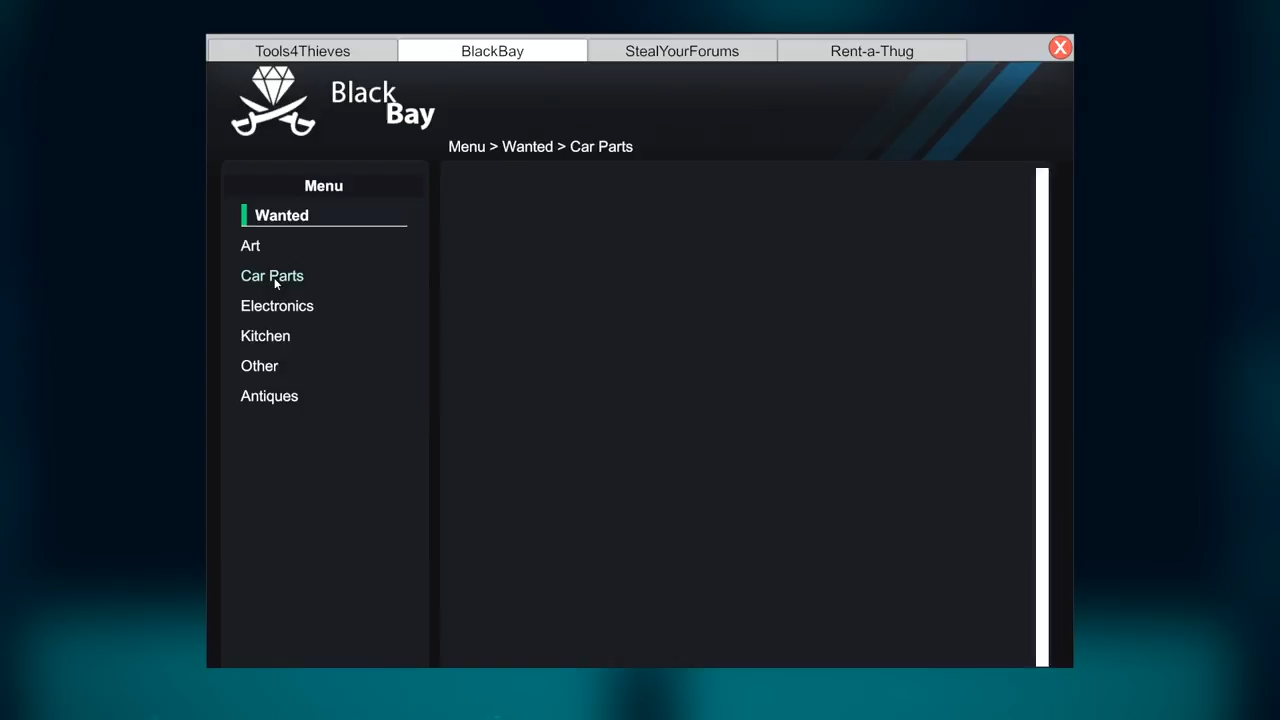 Tools4Thieves BlackBay StealYourForums Rent-a-Thug X
Black
Bay
Menu > Wanted > Car Parts
Menu
Wanted
Art
Car Parts
Electronics
Kitchen
Other
Antiques